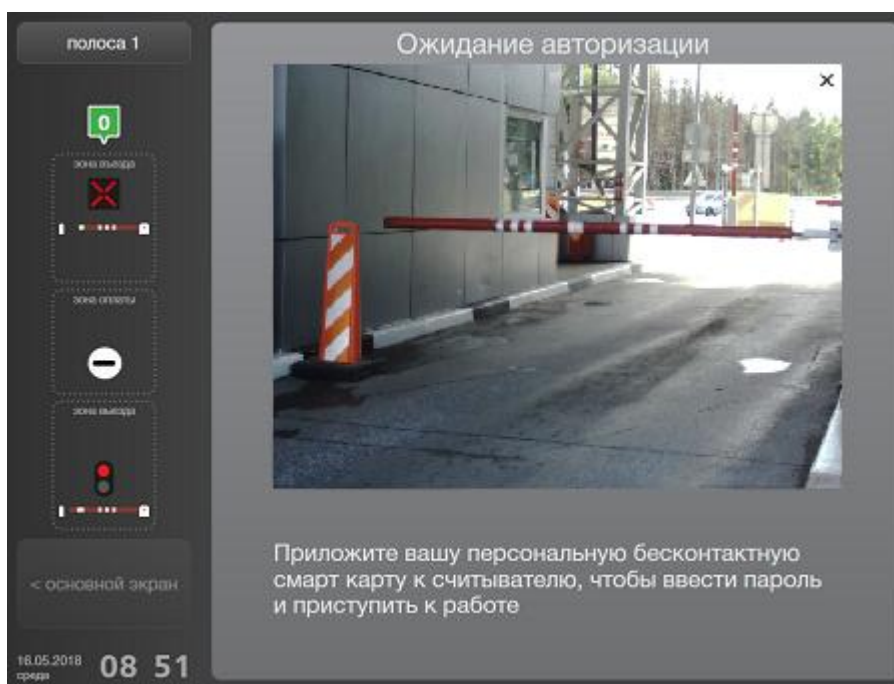 полоса 1
Ожидание авторизации
0
зона въезда
зона оплаты
зона выезда
Приложите вашу персональную бесконтактную
смарт карту к считывателю, чтобы ввести пароль
и приступить к работе
< основной экран
16.05.2018
среда
08 51